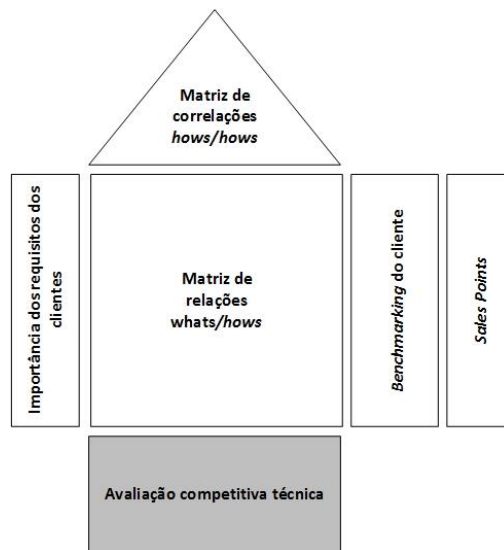 Matriz de
correlações
hows/hows
Importância dos requisitos dos
clientes
Matriz de
relações
whats/hows
Benchmarking do cliente
Sales Points
Avaliação competitiva técnica